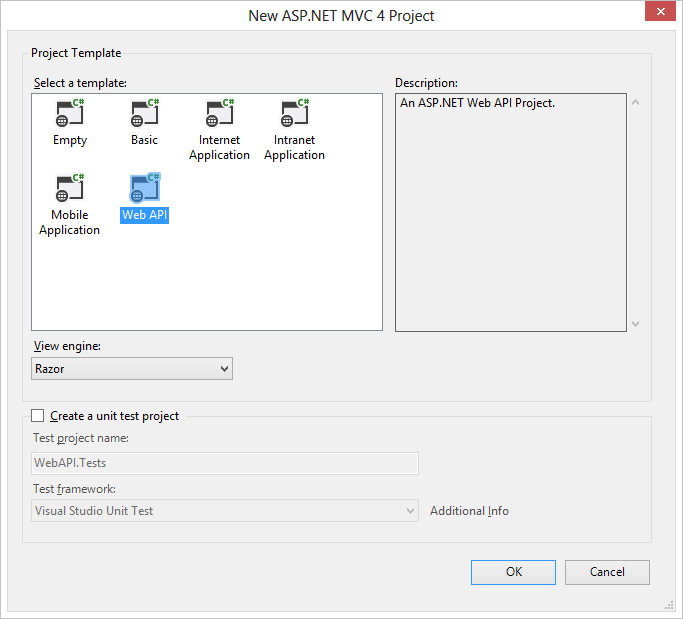 New ASP.NET MVC 4 Project
Project Template
Select a template:
C#
C#
C#
C#
Empty
Basic
Internet
Application
Intranet
Application
C#
C#
Mobile
Application
Web API
Description:
An ASP.NET Web API Project.
View engine:
Razor
Create a unit test project
Test project name:
WebAPI.Tests
Test framework:
Visual Studio Unit Test
Additional Info
OK
Cancel